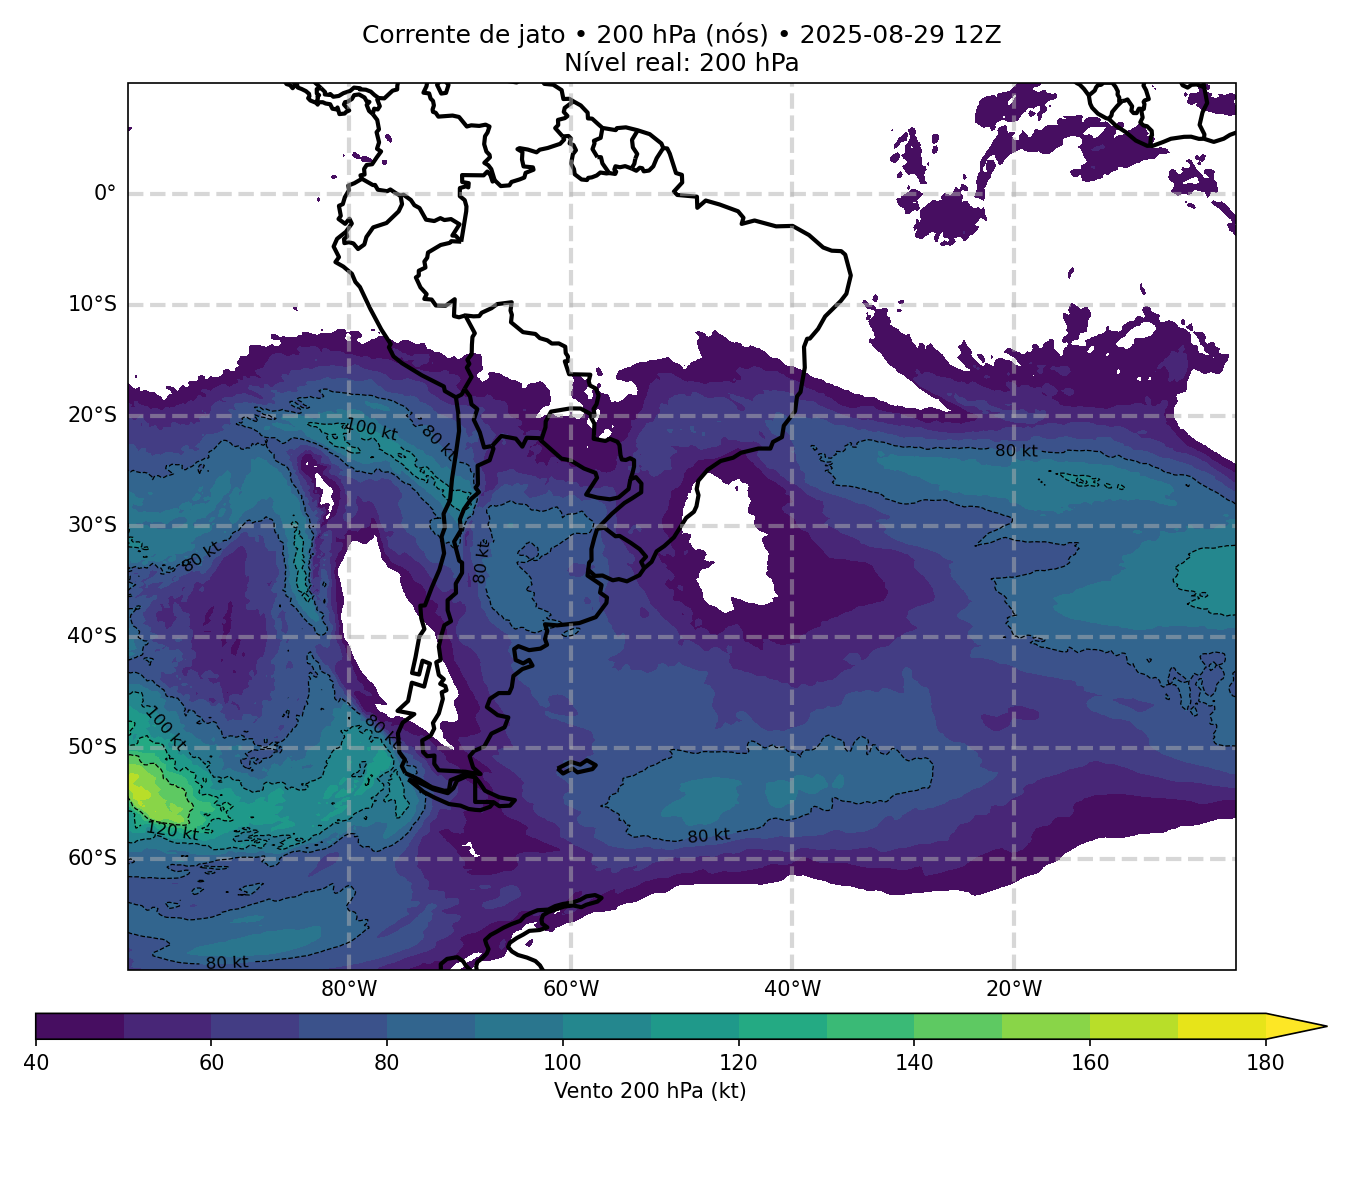 Corrente de jato • 200 hPa (nós) • 2025-08-29 12Z
Nível real: 200 hPa
0°
10°S
20°S
30°S
40°S
50°S
60°S
100 kt
80 kt
80 kt
80 kt
80 kt
100 kt
80 kt
120 kt
80 kt
80 kt
80°W
60°W
40°W
20°W
40
60
80
100
120
140
160
180
Vento 200 hPa (kt)